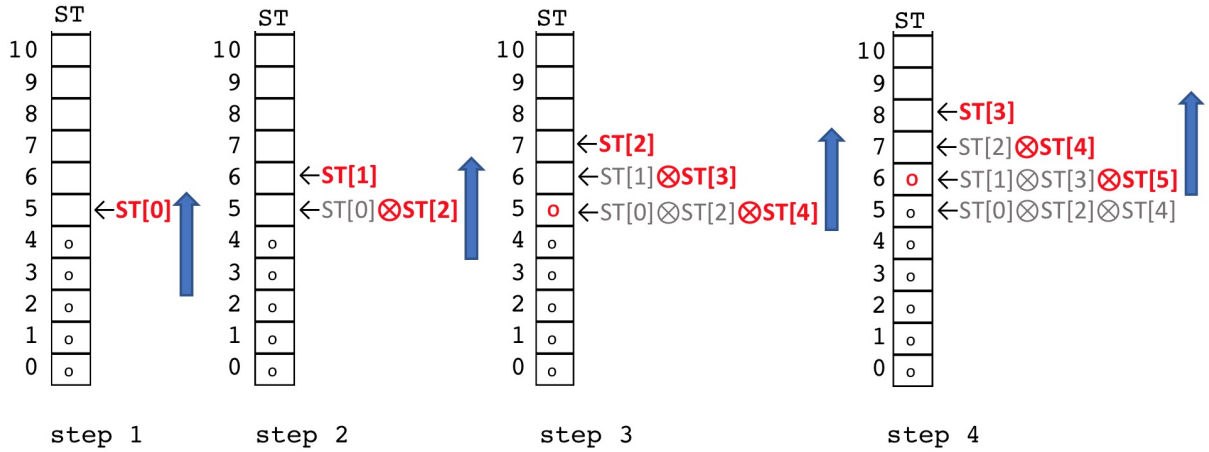 ST ST ST ST
10 10 10 10
9 9 9 9
8 8 8 8 ←ST[3]
7 7 7 ←ST[2] 7 ←ST[2]⊗ST[4]
6 6 ←ST[1] 6 ←ST[1]⊗ST[3] 6 o ←ST[1]⊗ST[3]⊗ST[5]
5 ←ST[0] 5 ←ST[0]⊗ST[2] 5 o ←ST[0]⊗ST[2]⊗ST[4] 5 o ←ST[0]⊗ST[2]⊗ST[4]
4 o 4 o 4 o 4 o
3 o 3 o 3 o 3 o
2 o 2 o 2 o 2 o
1 o 1 o 1 o 1 o
0 o 0 o 0 o 0 o
step 1 step 2 step 3 step 4